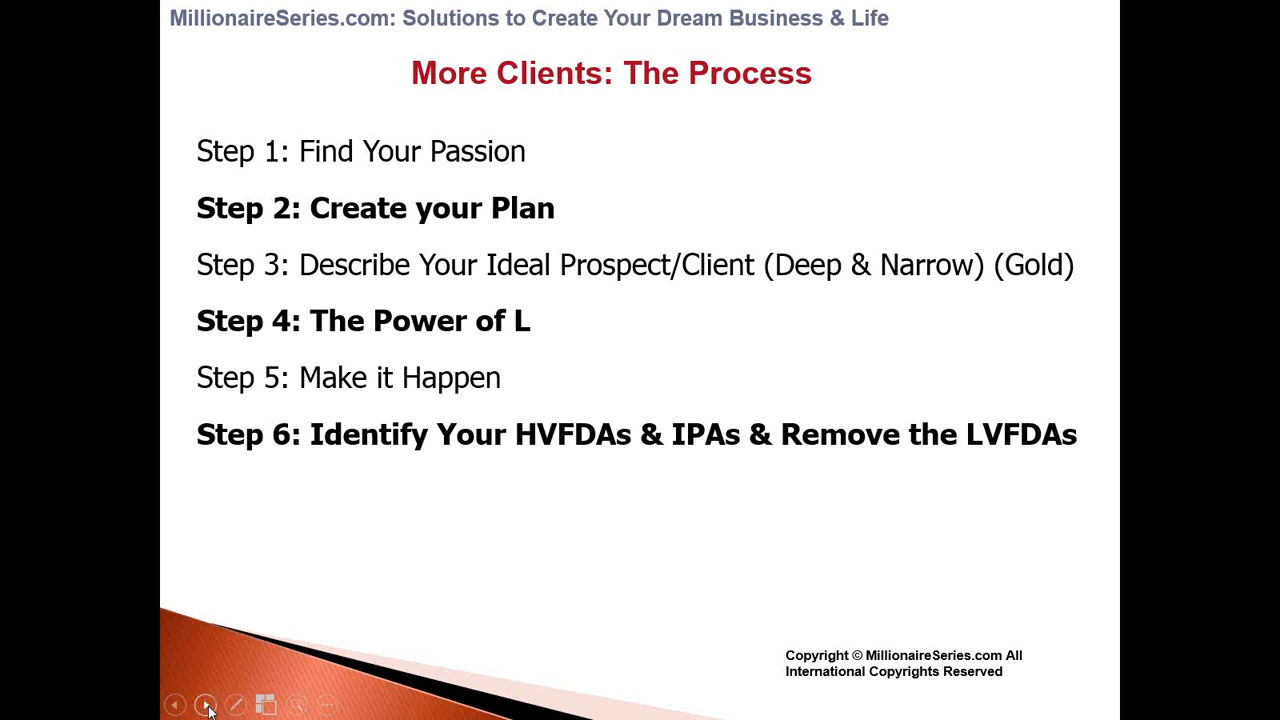 MillionaireSeries.com: Solutions to Create Your Dream Business & Life
More Clients: The Process
Step 1: Find Your Passion
Step 2: Create your Plan
Step 3: Describe Your Ideal Prospect/Client (Deep & Narrow) (Gold)
Step 4: The Power of L
Step 5: Make it Happen
Step 6: Identify Your HVFDAs & IPAs & Remove the LVFDAs
Copyright © MillionaireSeries.com All
International Copyrights Reserved